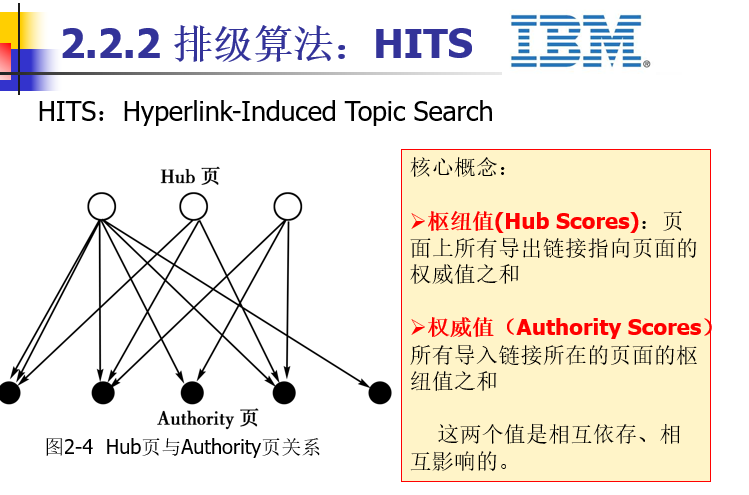 2.2.2 排级算法：HITS
IBM®
HITS：Hyperlink-Induced Topic Search
Hub 页
Authority 页
图2-4 Hub页与Authority页关系
核心概念：
➢枢纽值(Hub Scores)：页
面上所有导出链接指向页面的
权威值之和
➢权威值（Authority Scores）
所有导入链接所在的页面的枢
纽值之和
这两个值是相互依存、相
互影响的。